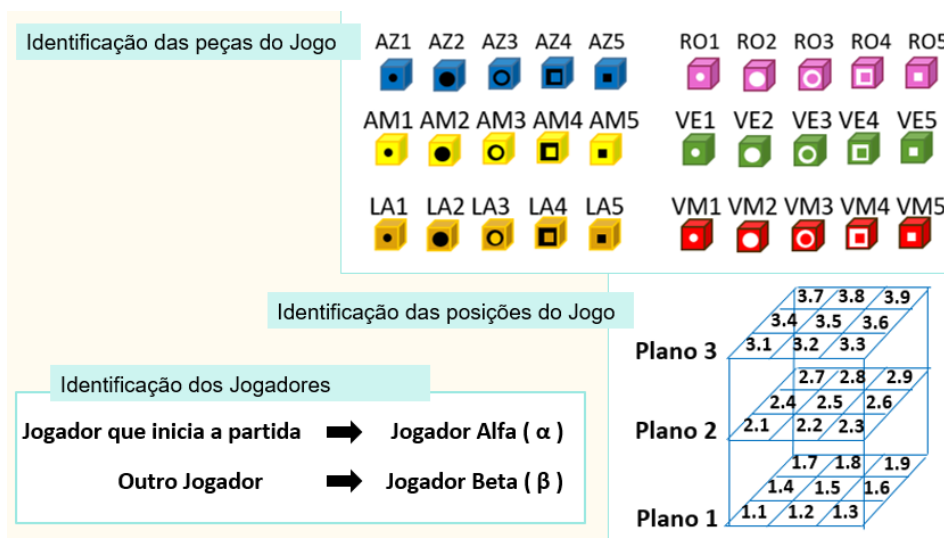 Identificação das peças do Jogo
AZ1 AZ2 AZ3 AZ4 AZ5
RO1 RO2 RO3 RO4 RO5
AM1 AM2 AM3 AM4 AM5
VE1 VE2 VE3 VE4 VE5
LA1 LA2 LA3 LA4 LA5
VM1 VM2 VM3 VM4 VM5
Identificação das posições do Jogo
3.7 3.8 3.9
3.4 3.5 3.6
3.1 3.2 3.3
Plano 3
2.7 2.8 2.9
2.4 2.5 2.6
2.1 2.2 2.3
Plano 2
1.7 1.8 1.9
1.4 1.5 1.6
1.1 1.2 1.3
Plano 1
Identificação dos Jogadores
Jogador que inicia a partida ➡ Jogador Alfa ( α )
Outro Jogador ➡ Jogador Beta ( β )